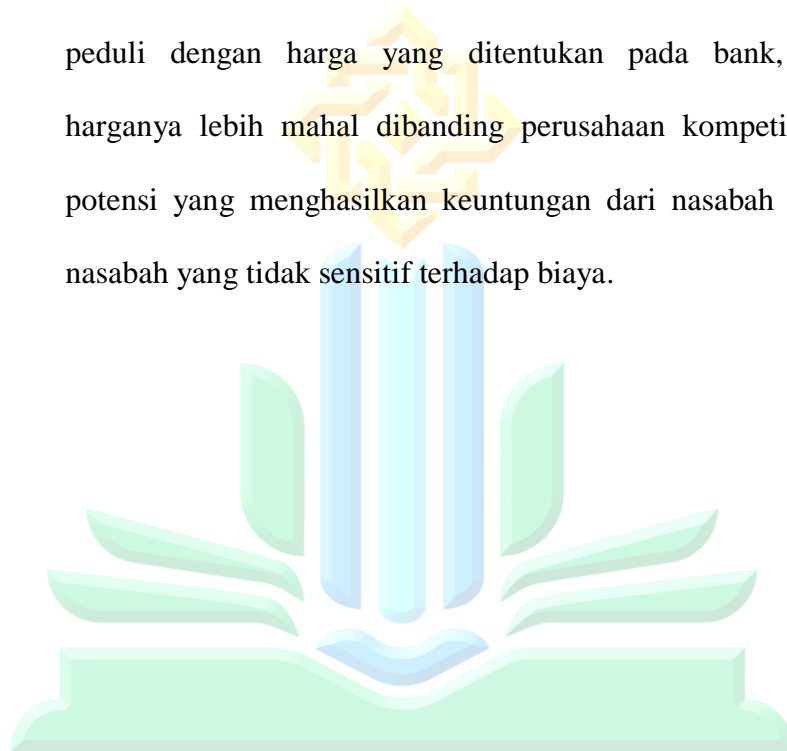 peduli dengan harga yang ditentukan pada bank,
harganya lebih mahal dibanding perusahaan kompeti
potensi yang menghasilkan keuntungan dari nasabah
nasabah yang tidak sensitif terhadap biaya.